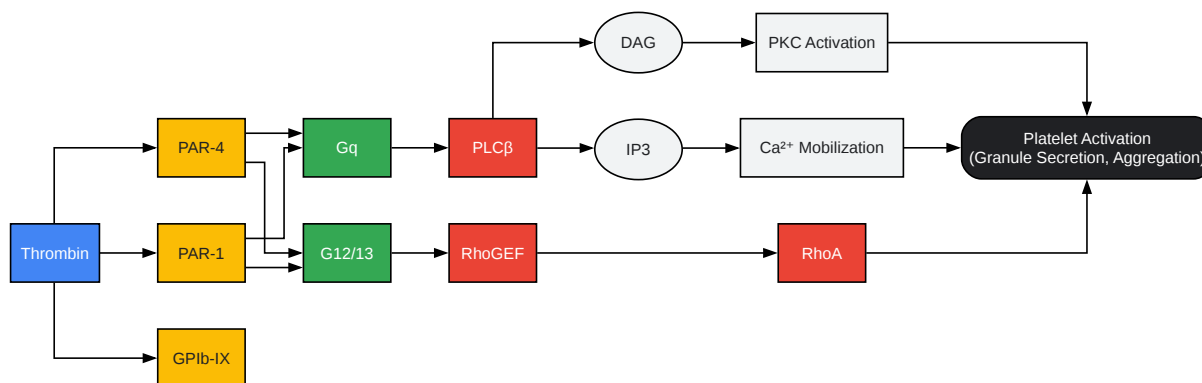 DAG
PKC Activation
PAR-4
Gq
PLCβ
IP3
Ca²⁺ Mobilization
Platelet Activation
(Granule Secretion, Aggregation)
Thrombin
PAR-1
G12/13
RhoGEF
RhoA
GPIb-IX